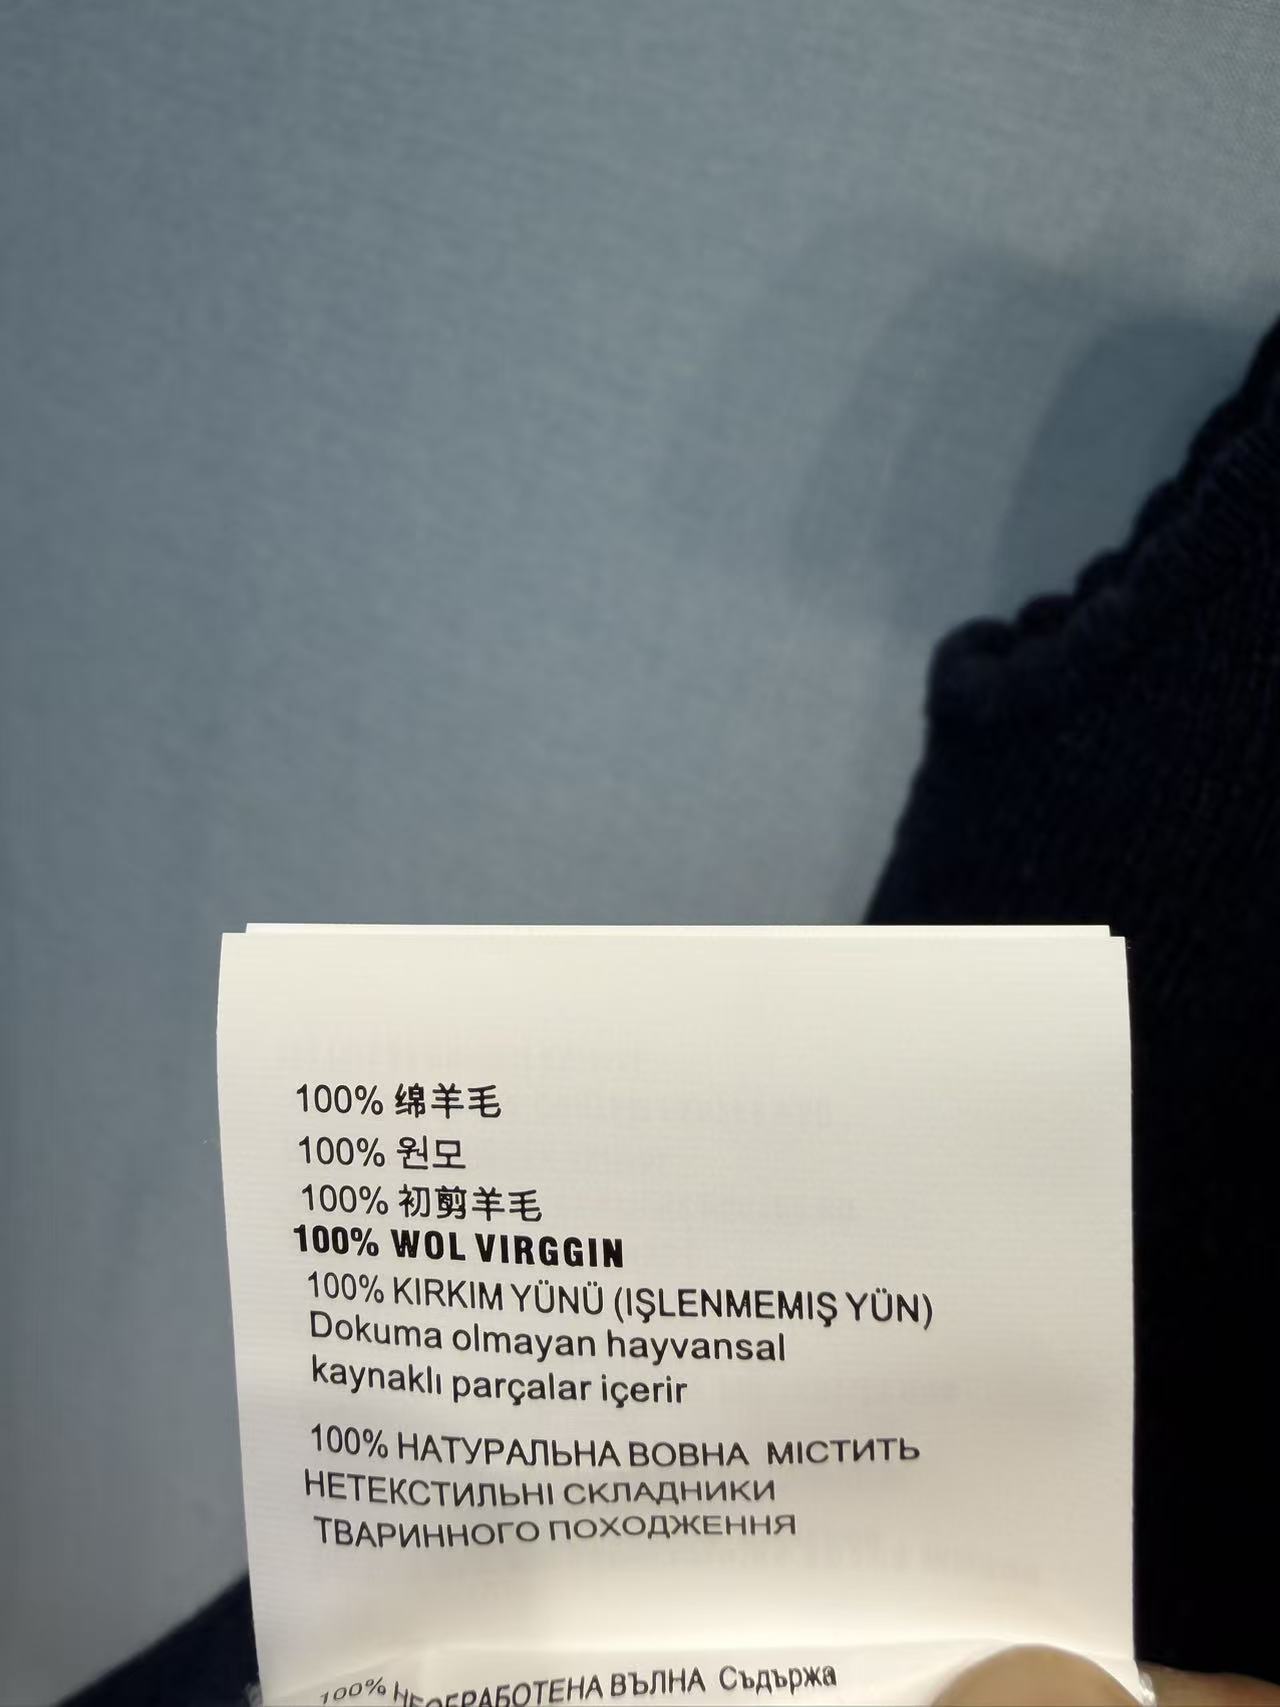 100% 绵羊毛
100% 원모
100% 初剪羊毛
100% WOL VIRGGIN
100% KIRKIM YÜNÜ (IŞLENMEMIŞ YÜN)
Dokuma olmayan hayvansal
kaynaklı parçalar içerir
100% НАТУРАЛЬНА ВОВНА МІСТИТЬ
НЕТЕКСТИЛЬНІ СКЛАДНИКИ
ТВАРИННОГО ПОХОДЖЕННЯ
100% НЕОБРАБОТЕНА ВЪЛНА Съдържа